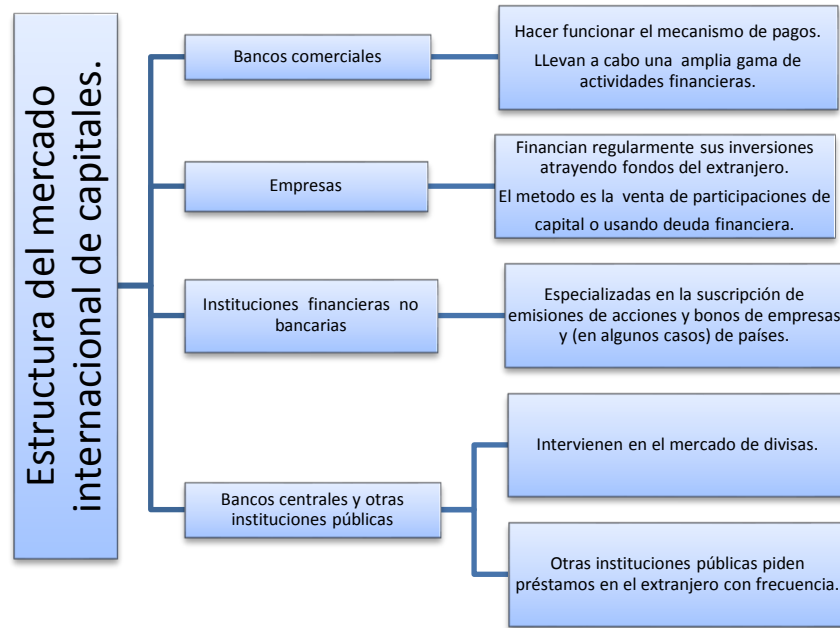 Estructura del mercado
internacional de capitales.
Bancos comerciales
Hacer funcionar el mecanismo de pagos.
LLevan a cabo una amplia gama de
actividades financieras.
Empresas
Financian regularmente sus inversiones
atrayendo fondos del extranjero.
El metodo es la venta de participaciones de
capital o usando deuda financiera.
Instituciones financieras no
bancarias
Especializadas en la suscripción de
emisiones de acciones y bonos de empresas
y (en algunos casos) de países.
Bancos centrales y otras
instituciones públicas
Intervienen en el mercado de divisas.
Otras instituciones públicas piden
préstamos en el extranjero con frecuencia.